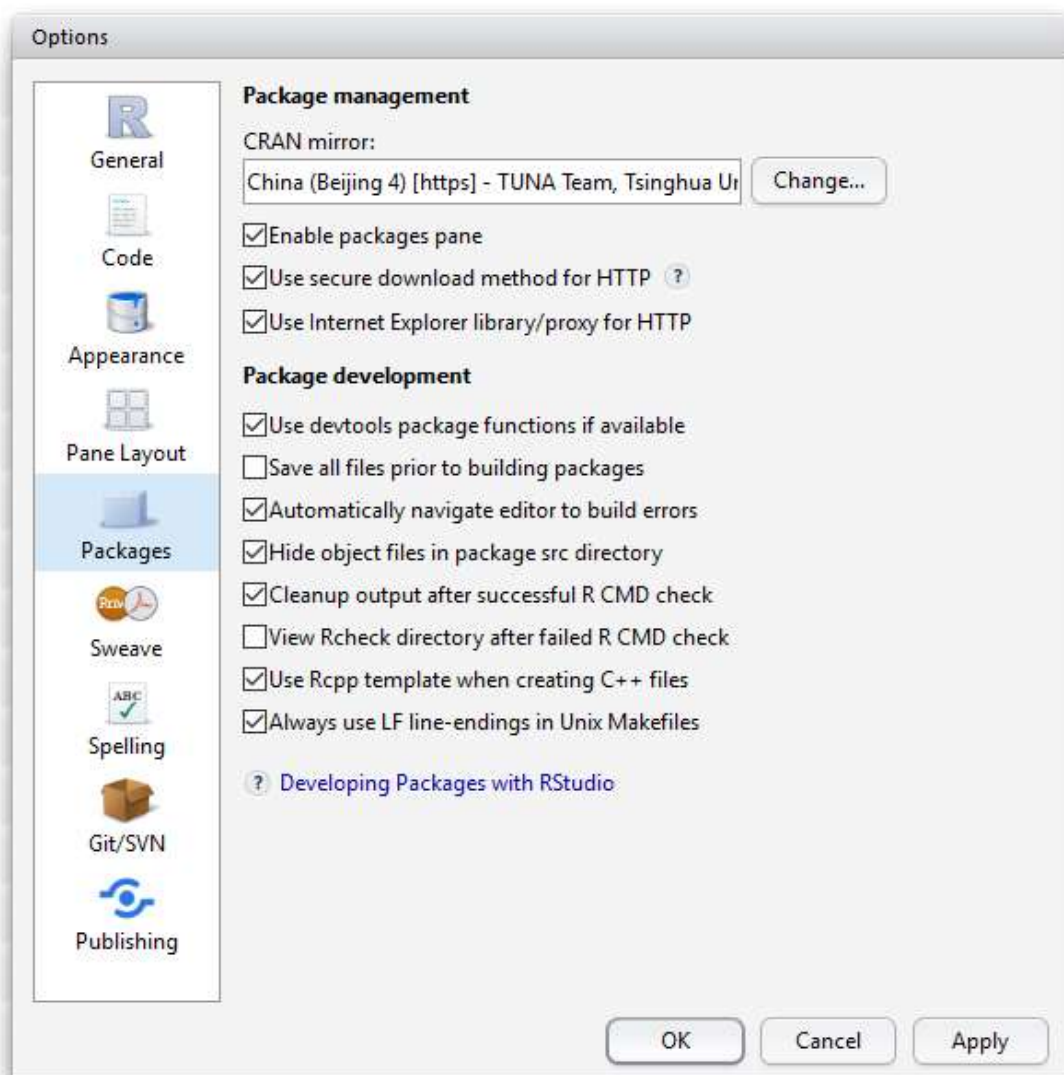 Options
General
Code
Appearance
Pane Layout
Packages
Sweave
ABC
Spelling
Git/SVN
Publishing
Package management
CRAN mirror:
China (Beijing 4) [https] - TUNA Team, Tsinghua Un
Change...
Enable packages pane
Use secure download method for HTTP ?
Use Internet Explorer library/proxy for HTTP
Package development
Use devtools package functions if available
Save all files prior to building packages
Automatically navigate editor to build errors
Hide object files in package src directory
Cleanup output after successful R CMD check
View Rcheck directory after failed R CMD check
Use Rcpp template when creating C++ files
Always use LF line-endings in Unix Makefiles
? Developing Packages with RStudio
OK
Cancel
Apply